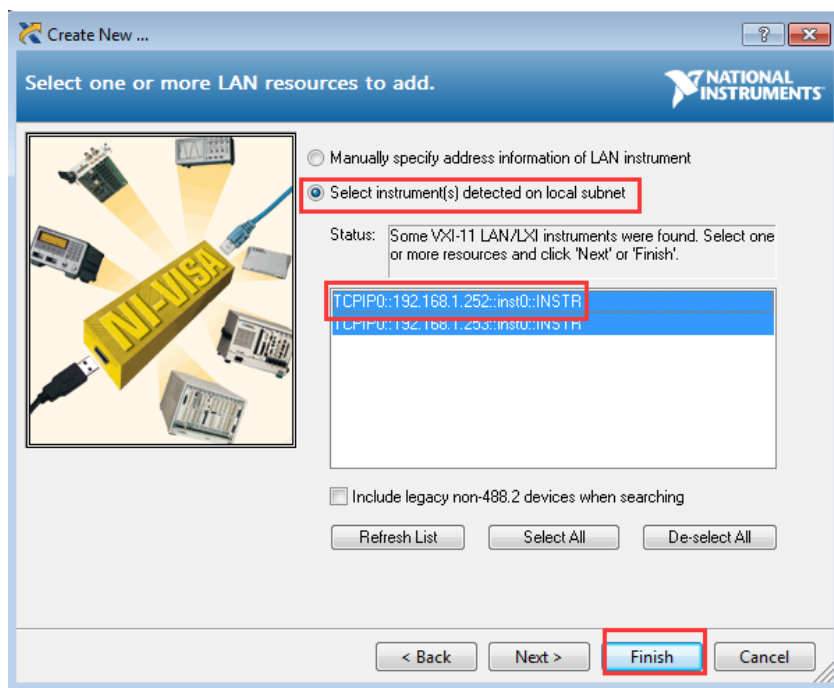 Create New ...
Select one or more LAN resources to add.
NATIONAL
INSTRUMENTS
Manually specify address information of LAN instrument
Select instrument(s) detected on local subnet
Status: Some VXI-11 LAN/LXI instruments were found. Select one
or more resources and click 'Next' or 'Finish'.
NI-VISA
TCPIP0::192.168.1.252::inst0::INSTR
TCPIP0::192.168.1.253::inst0::INSTR
Include legacy non-488.2 devices when searching
Refresh List Select All De-select All
< Back Next > Finish Cancel